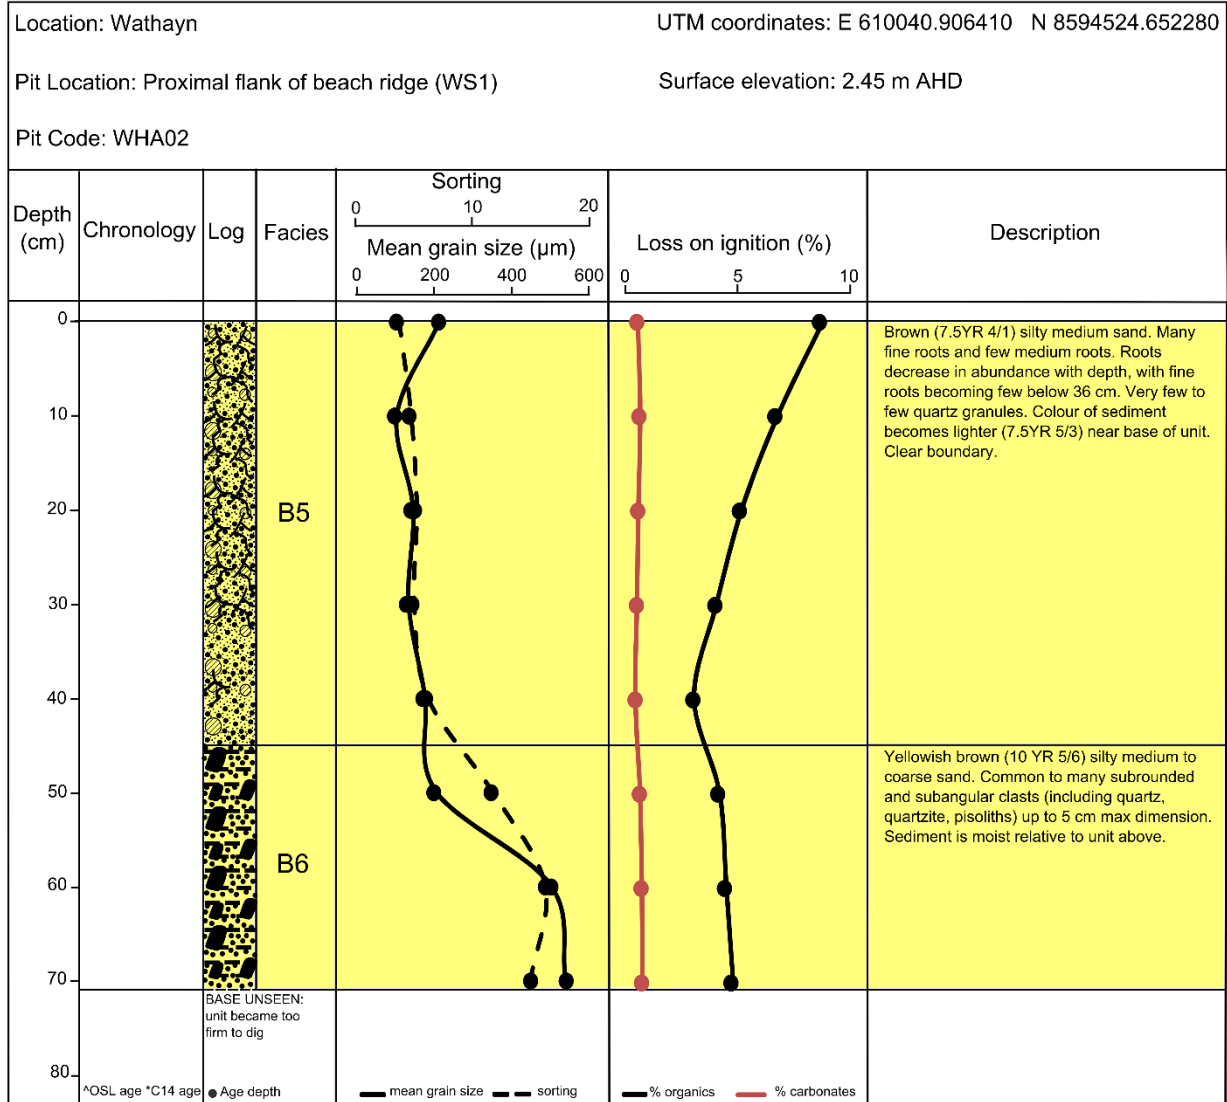 Location: Wathayn
UTM coordinates: E 610040.906410 N 8594524.652280
Pit Location: Proximal flank of beach ridge (WS1)
Surface elevation: 2.45 m AHD
Pit Code: WHA02
Depth
(cm)
Chronology
Log
Facies
Sorting
0 10 20
Mean grain size (µm)
0 200 400 600
Loss on ignition (%)
0 5 10
Description
0
10
20
30
40
50
60
70
80
B5
B6
Brown (7.5YR 4/1) silty medium sand. Many
fine roots and few medium roots. Roots
decrease in abundance with depth, with fine
roots becoming few below 36 cm. Very few to
few quartz granules. Colour of sediment
becomes lighter (7.5YR 5/3) near base of unit.
Clear boundary.
Yellowish brown (10 YR 5/6) silty medium to
coarse sand. Common to many subrounded
and subangular clasts (including quartz,
quartzite, pisoliths) up to 5 cm max dimension.
Sediment is moist relative to unit above.
BASE UNSEEN:
unit became too
firm to dig
^OSL age *C14 age
Age depth
mean grain size
sorting
% organics
% carbonates